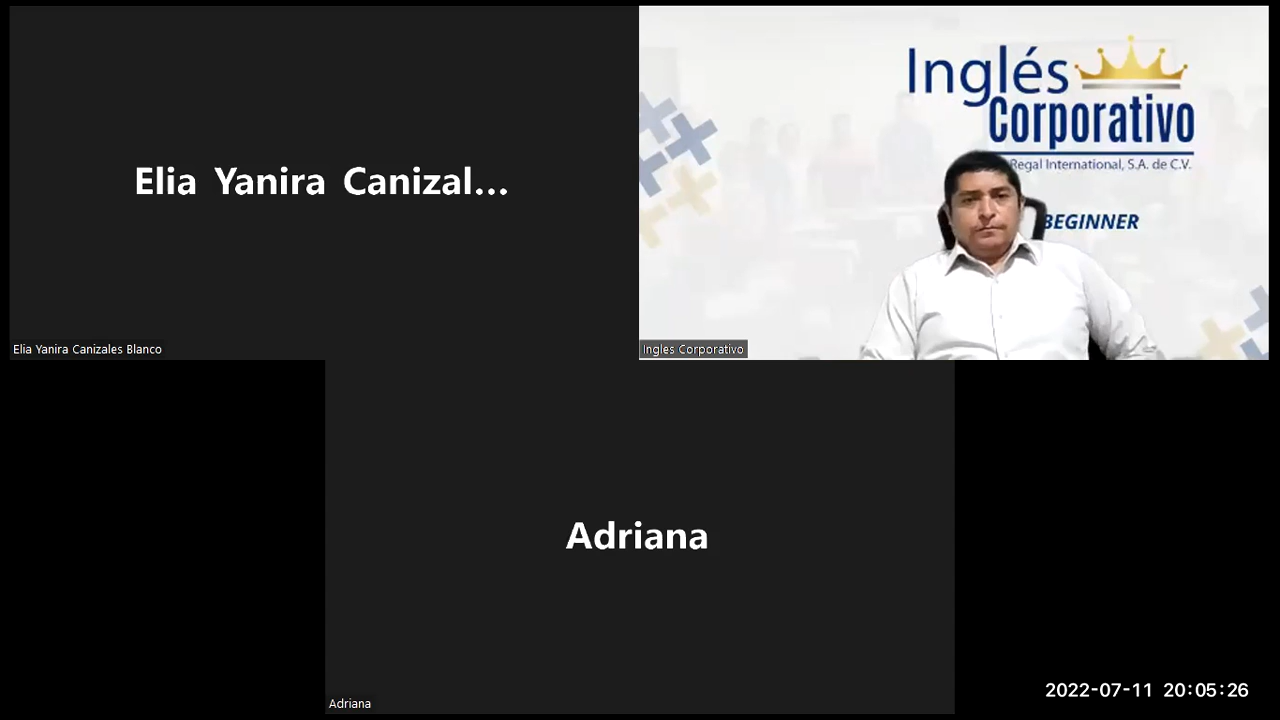 Elia Yanira Canizal...
Elia Yanira Canizales Blanco
Inglés
Corporativo
Regal International, S.A. de C.V.
BEGINNER
Ingles Corporativo
Adriana
Adriana
2022-07-11 20:05:26